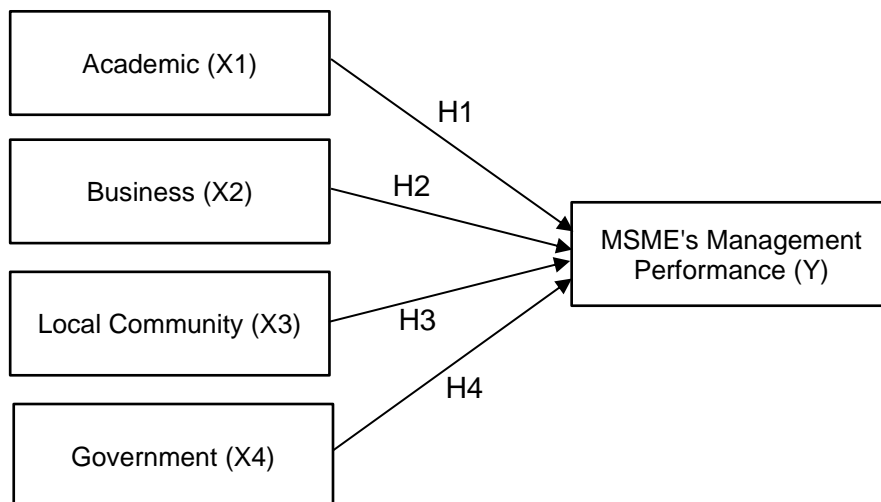 Academic (X1)
H1
Business (X2)
H2
MSME's Management
Performance (Y)
Local Community (X3)
H3
H4
Government (X4)